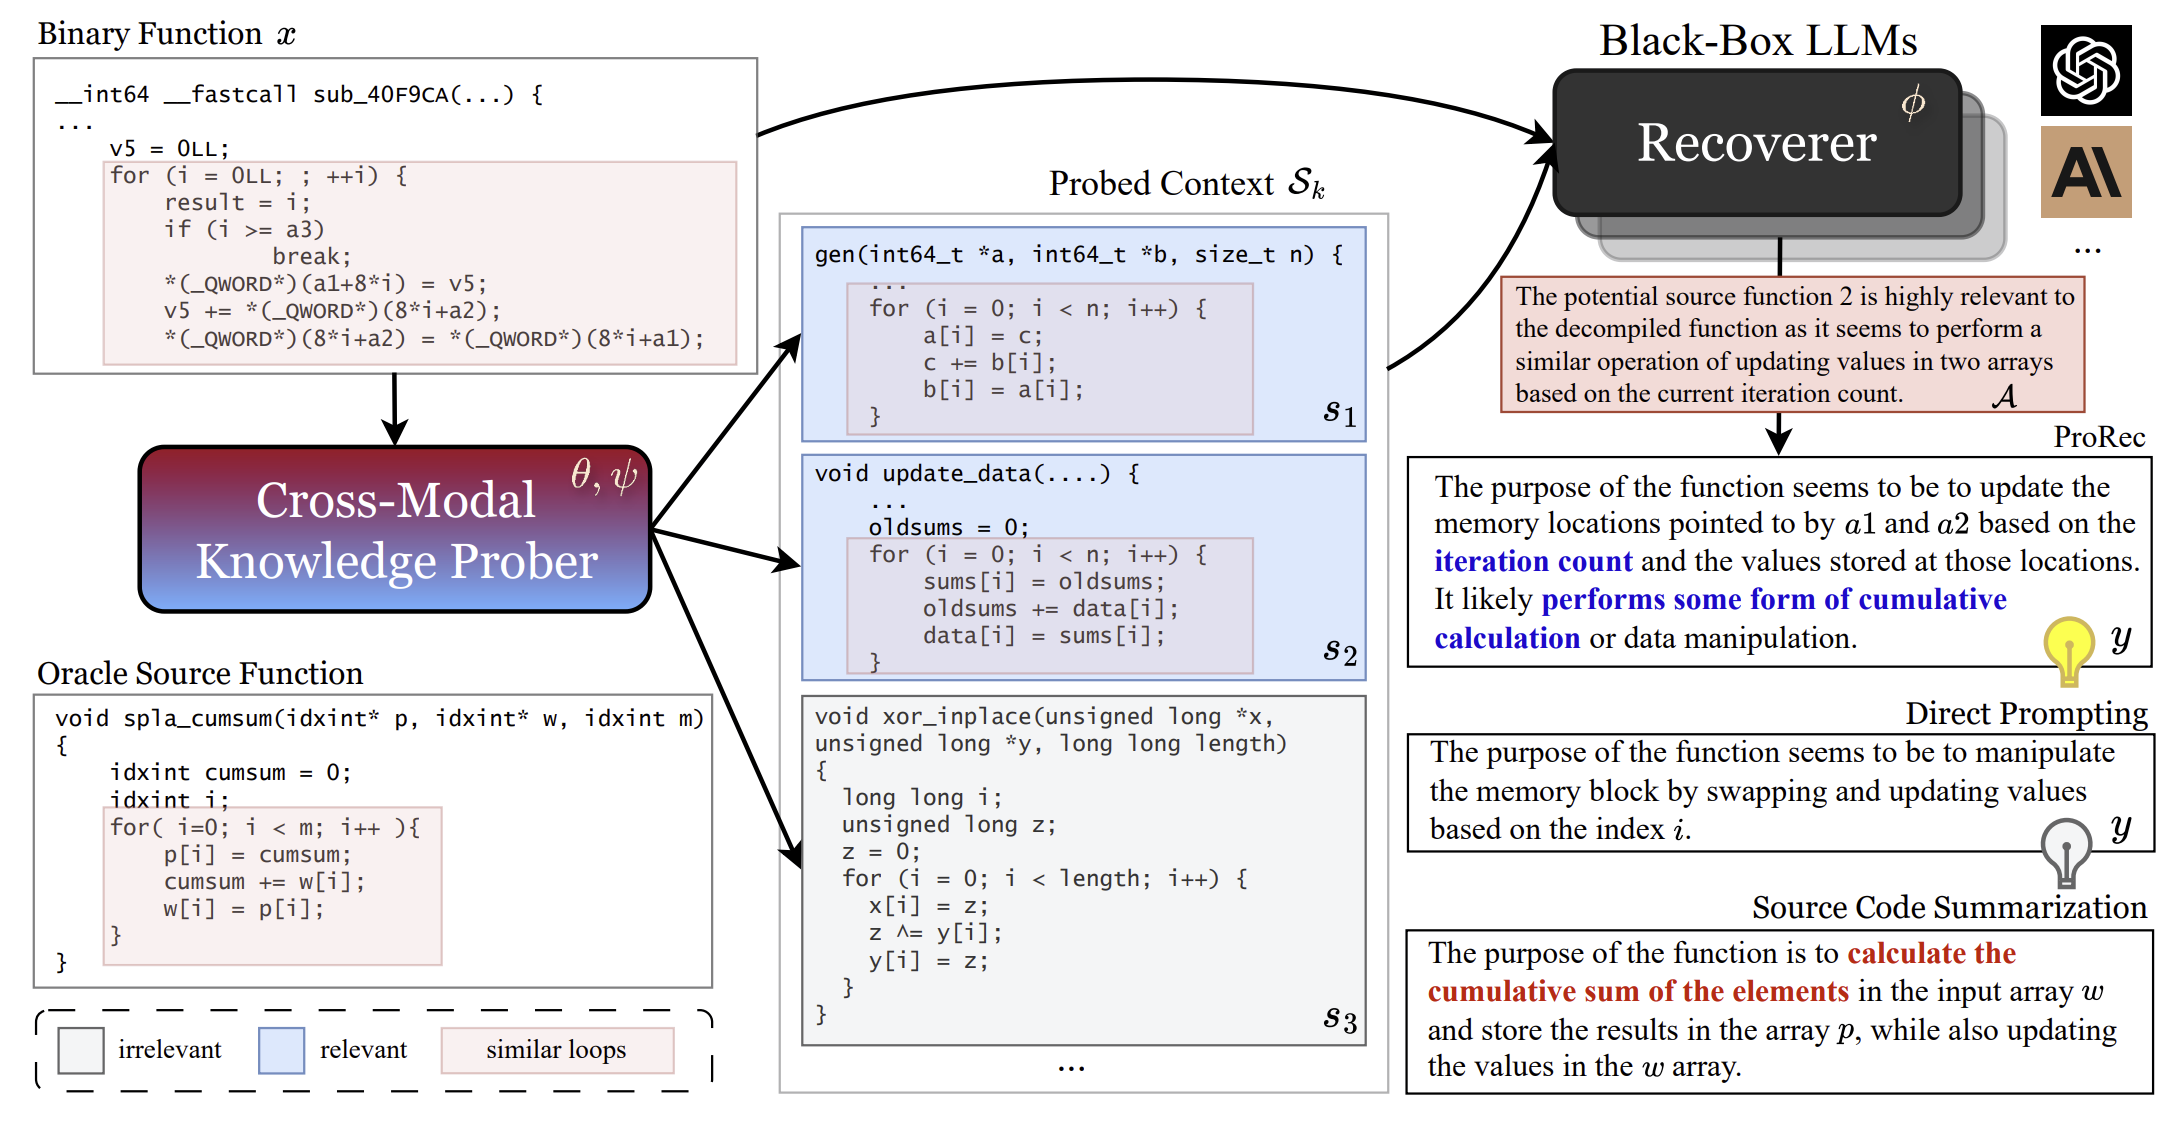 Binary Function x
__int64 __fastcall sub_40F9CA(...) {
...
v5 = 0LL;
for (i = 0LL; ; ++i) {
result = i;
if (i >= a3)
break;
*(_QWORD*)(a1+8*i) = v5;
v5 += *(_QWORD*)(8*i+a2);
*(_QWORD*)(8*i+a2) = *(_QWORD*)(8*i+a1);
Cross-Modal
Knowledge Prober
θ, ψ
Oracle Source Function
void spla_cumsum(idxint* p, idxint* w, idxint m)
{
idxint cumsum = 0;
idxint i;
for( i=0; i < m; i++ ){
p[i] = cumsum;
cumsum += w[i];
w[i] = p[i];
}
}
irrelevant
relevant
similar loops
Probed Context 𝒮k
gen(int64_t *a, int64_t *b, size_t n) {
...
for (i = 0; i < n; i++) {
a[i] = c;
c += b[i];
b[i] = a[i];
}
s1
void update_data(....) {
...
oldsums = 0;
for (i = 0; i < n; i++) {
sums[i] = oldsums;
oldsums += data[i];
data[i] = sums[i];
}
s2
void xor_inplace(unsigned long *x,
unsigned long *y, long long length)
{
long long i;
unsigned long z;
z = 0;
for (i = 0; i < length; i++) {
x[i] = z;
z ^= y[i];
y[i] = z;
}
}
s3
...
Black-Box LLMs
Recoverer
ϕ
A\
...
The potential source function 2 is highly relevant to
the decompiled function as it seems to perform a
similar operation of updating values in two arrays
based on the current iteration count.
𝒜
ProRec
The purpose of the function seems to be to update the
memory locations pointed to by a1 and a2 based on the
iteration count and the values stored at those locations.
It likely performs some form of cumulative
calculation or data manipulation.
y
Direct Prompting
The purpose of the function seems to be to manipulate
the memory block by swapping and updating values
based on the index i.
y
Source Code Summarization
The purpose of the function is to calculate the
cumulative sum of the elements in the input array w
and store the results in the array p, while also updating
the values in the w array.